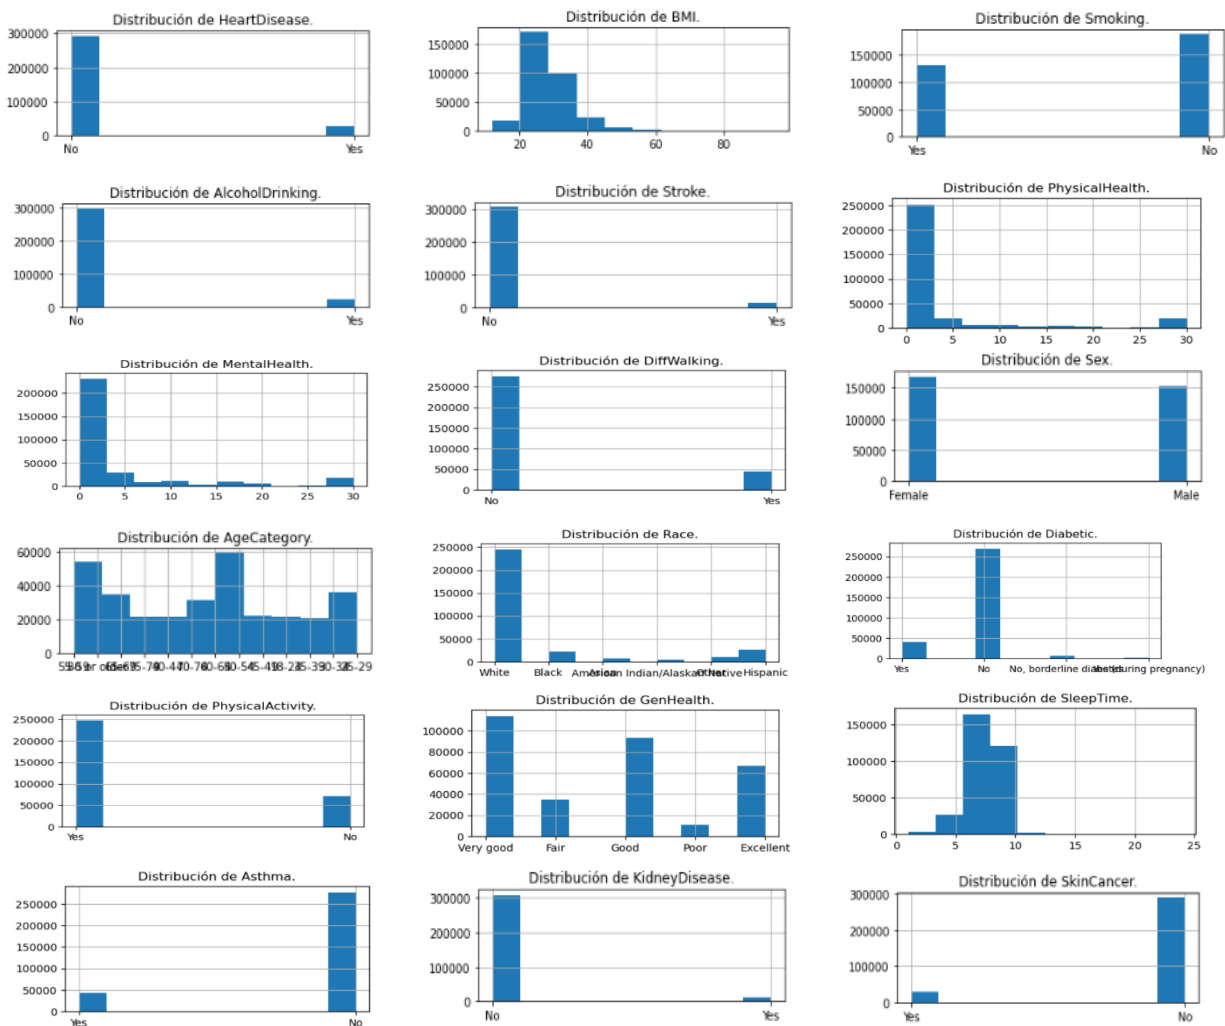 Distribución de HeartDisease.
300000
200000
100000
0
No Yes
Distribución de BMI.
150000
100000
50000
0
20 40 60 80
Distribución de Smoking.
150000
100000
50000
0
Yes No
Distribución de AlcoholDrinking.
300000
200000
100000
0
No Yes
Distribución de Stroke.
300000
200000
100000
0
No Yes
Distribución de PhysicalHealth.
250000
200000
150000
100000
50000
0
0 5 10 15 20 25 30
Distribución de MentalHealth.
200000
150000
100000
50000
0
0 5 10 15 20 25 30
Distribución de DiffWalking.
250000
200000
150000
100000
50000
0
No Yes
Distribución de Sex.
150000
100000
50000
0
Female Male
Distribución de AgeCategory.
60000
40000
20000
0
25-29
Distribución de Race.
250000
200000
150000
100000
50000
0
White Black American Indian/Alaskan Native Hispanic
Distribución de Diabetic.
250000
200000
150000
100000
50000
0
Yes No No, borderline diabetes Yes (during pregnancy)
Distribución de PhysicalActivity.
250000
200000
150000
100000
50000
0
Yes No
Distribución de GenHealth.
100000
80000
60000
40000
20000
0
Very good Fair Good Poor Excellent
Distribución de SleepTime.
150000
100000
50000
0
0 5 10 15 20 25
Distribución de Asthma.
250000
200000
150000
100000
50000
0
Yes No
Distribución de KidneyDisease.
300000
200000
100000
0
No Yes
Distribución de SkinCancer.
300000
200000
100000
0
Yes No